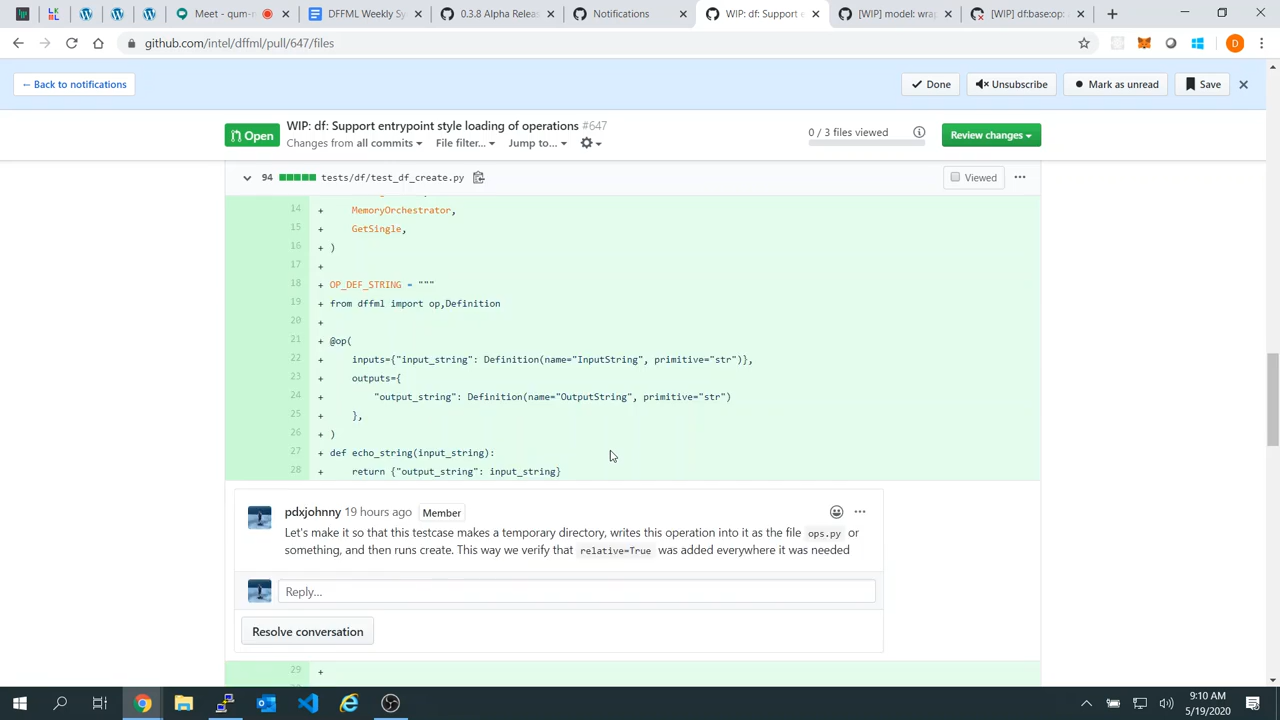 Meet - qum-e
DFFML Weekly Sy
0.3.8 Alpha Releas
Notifications
WIP: df: Support e
[WIP] model: wra
[WIP] df:base:op:
github.com/intel/dffml/pull/647/files
D
← Back to notifications
Done
Unsubscribe
Mark as unread
Save
Open
WIP: df: Support entrypoint style loading of operations #647
Changes from all commits
File filter...
Jump to...
0 / 3 files viewed
Review changes
94
tests/df/test_df_create.py
Viewed
14 + MemoryOrchestrator,
15 + GetSingle,
16 + )
17 +
18 + OP_DEF_STRING = """
19 + from dffml import op,Definition
20 +
21 + @op(
22 + inputs={"input_string": Definition(name="InputString", primitive="str")},
23 + outputs={
24 + "output_string": Definition(name="OutputString", primitive="str")
25 + },
26 + )
27 + def echo_string(input_string):
28 + return {"output_string": input_string}
pdxjohnny 19 hours ago Member
Let's make it so that this testcase makes a temporary directory, writes this operation into it as the file ops.py or
something, and then runs create. This way we verify that relative=True was added everywhere it was needed
Reply...
Resolve conversation
29 +
9:10 AM
5/19/2020